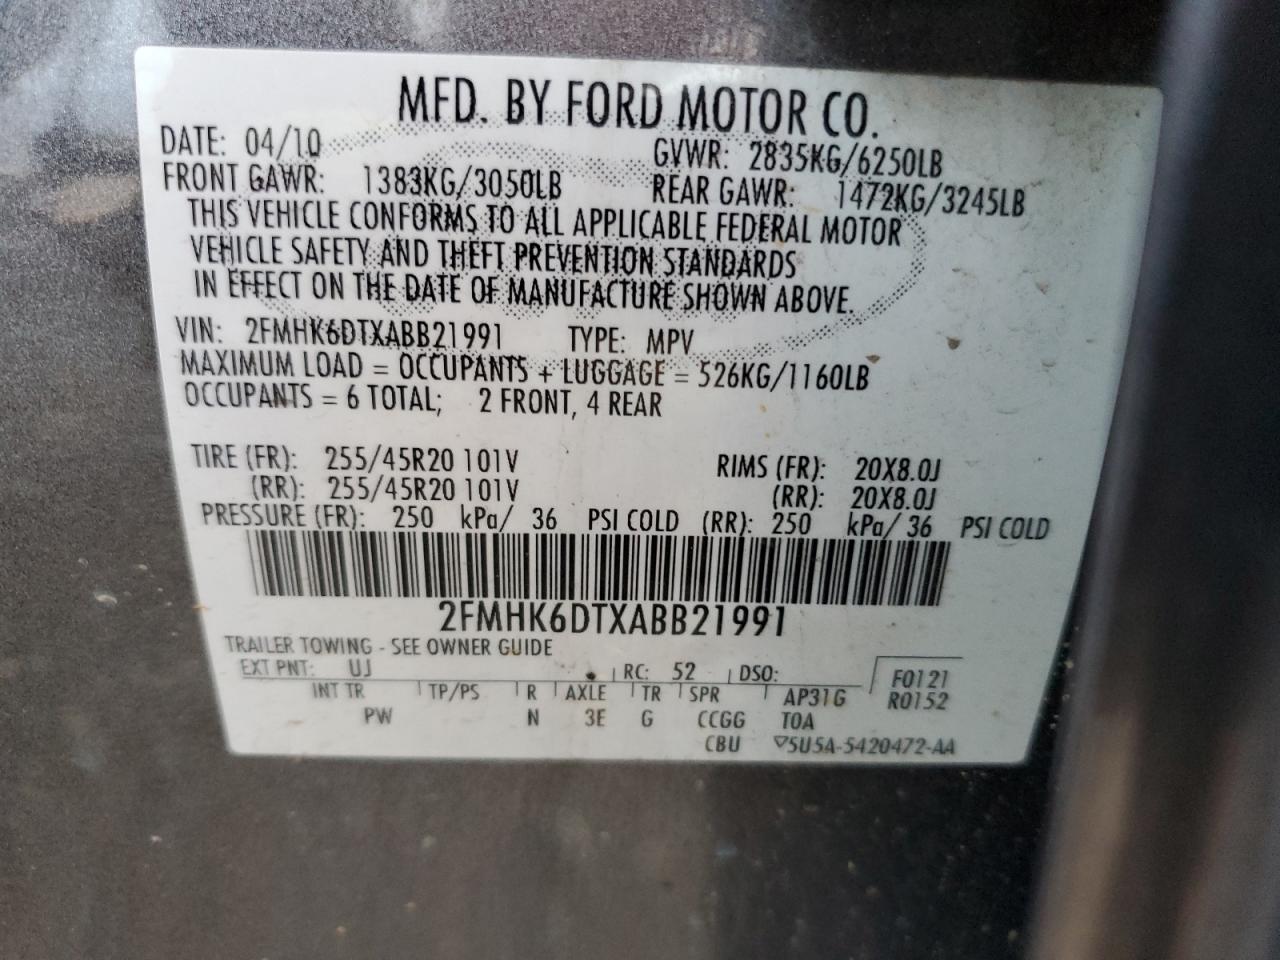 MFD. BY FORD MOTOR CO.
DATE: 04/10 GVWR: 2835KG/6250LB
FRONT GAWR: 1383KG/3050LB REAR GAWR: 1472KG/3245LB
THIS VEHICLE CONFORMS TO ALL APPLICABLE FEDERAL MOTOR
VEHICLE SAFETY AND THEFT PREVENTION STANDARDS
IN EFFECT ON THE DATE OF MANUFACTURE SHOWN ABOVE.
VIN: 2FMHK6DTXABB21991 TYPE: MPV
MAXIMUM LOAD = OCCUPANTS + LUGGAGE = 526KG/1160LB
OCCUPANTS = 6 TOTAL; 2 FRONT, 4 REAR
TIRE (FR): 255/45R20 101V RIMS (FR): 20X8.0J
(RR): 255/45R20 101V (RR): 20X8.0J
PRESSURE (FR): 250 kPa/ 36 PSI COLD (RR): 250 kPa/ 36 PSI COLD
2FMHK6DTXABB21991
TRAILER TOWING - SEE OWNER GUIDE
EXT PNT: UJ RC: 52 DSO: F0121
INT TR TP/PS R AXLE TR SPR AP31G R0152
PW N 3E G CCGG TOA
CBU ▽5U5A-5420472-AA